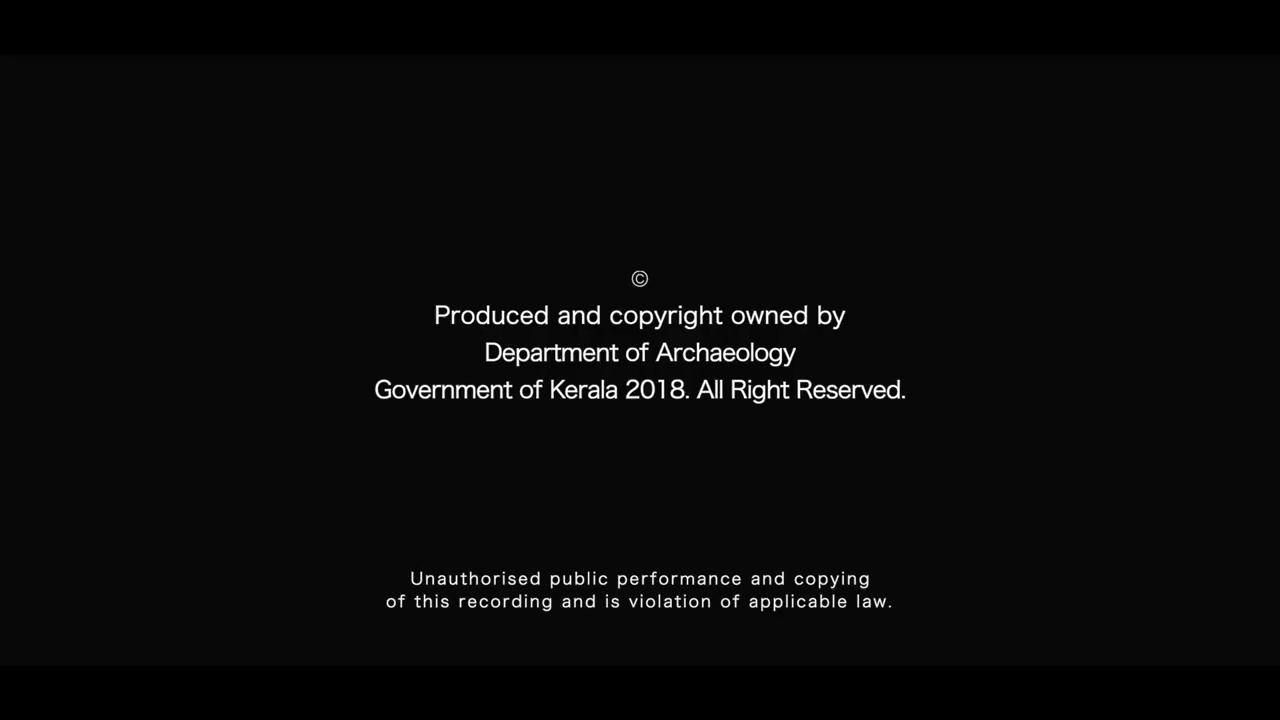 ©
Produced and copyright owned by
Department of Archaeology
Government of Kerala 2018. All Right Reserved.
Unauthorised public performance and copying
of this recording and is violation of applicable law.